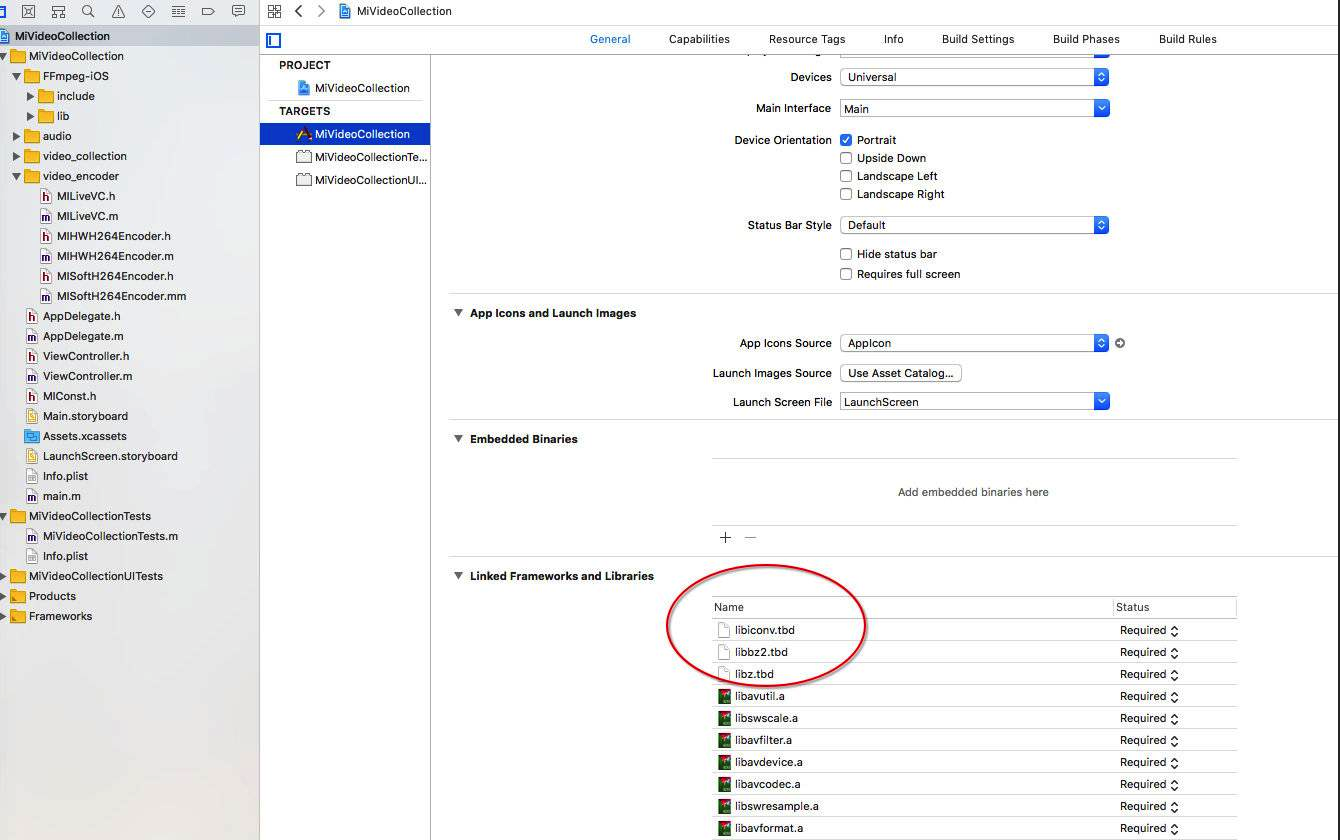 MiVideoCollection
MiVideoCollection
MiVideoCollection
FFmpeg-iOS
include
lib
audio
video_collection
video_encoder
MILiveVC.h
MILiveVC.m
MIHWH264Encoder.h
MIHWH264Encoder.m
MISoftH264Encoder.h
MISoftH264Encoder.mm
AppDelegate.h
AppDelegate.m
ViewController.h
ViewController.m
MIConst.h
Main.storyboard
Assets.xcassets
LaunchScreen.storyboard
Info.plist
main.m
MiVideoCollectionTests
MiVideoCollectionTests.m
Info.plist
MiVideoCollectionUITests
Products
Frameworks
General Capabilities Resource Tags Info Build Settings Build Phases Build Rules
PROJECT
MiVideoCollection
TARGETS
MiVideoCollection
MiVideoCollectionTe...
MiVideoCollectionUI...
Devices Universal
Main Interface Main
Device Orientation Portrait
Upside Down
Landscape Left
Landscape Right
Status Bar Style Default
Hide status bar
Requires full screen
App Icons and Launch Images
App Icons Source AppIcon
Launch Images Source Use Asset Catalog...
Launch Screen File LaunchScreen
Embedded Binaries
Add embedded binaries here
Linked Frameworks and Libraries
Name Status
libiconv.tbd Required
libbz2.tbd Required
libz.tbd Required
libavutil.a Required
libswscale.a Required
libavfilter.a Required
libavdevice.a Required
libavcodec.a Required
libswresample.a Required
libavformat.a Required